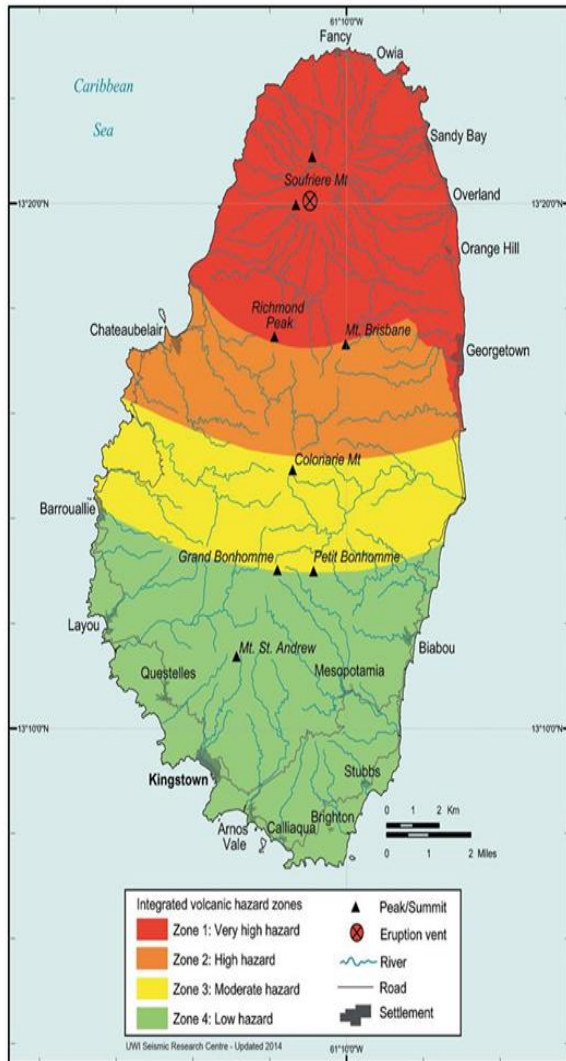 61°10'0"W
Fancy
Owia
Caribbean
Sea
Sandy Bay
Soufriere Mt
Overland
13°20'0"N
13°20'0"N
Orange Hill
Richmond
Peak
Mt. Brisbane
Chateaubelair
Georgetown
Colonarie Mt
Barrouallie
Grand Bonhomme
Petit Bonhomme
Layou
Biabou
Mt. St. Andrew
Questelles
Mesopotamia
13°10'0"N
13°10'0"N
Kingstown
Stubbs
Arnos
Vale
Calliaqua
Brighton
1 0 1 2 Km
1 0 1 2 Miles
Integrated volcanic hazard zones
Zone 1: Very high hazard
Zone 2: High hazard
Zone 3: Moderate hazard
Zone 4: Low hazard
Peak/Summit
Eruption vent
River
Road
Settlement
UWI Seismic Research Centre - Updated 2014
61°10'0"W